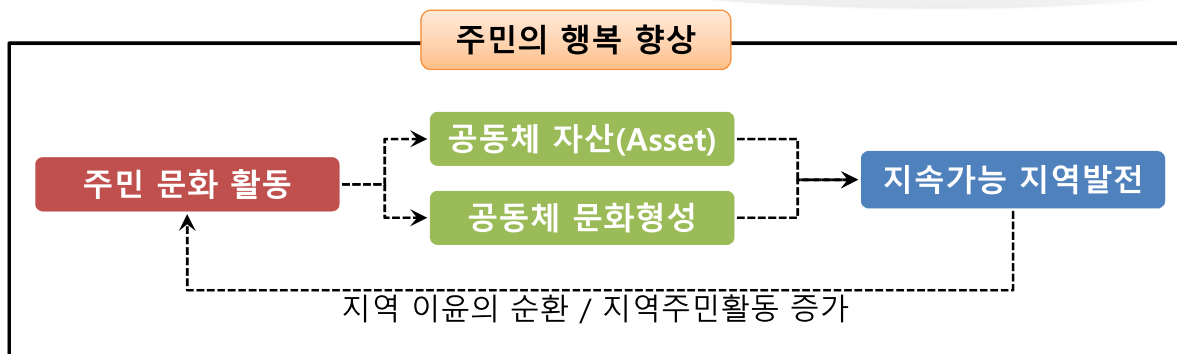 주민의 행복 향상
공동체 자산(Asset)
주민 문화 활동
지속가능 지역발전
공동체 문화형성
지역 이윤의 순환 / 지역주민활동 증가